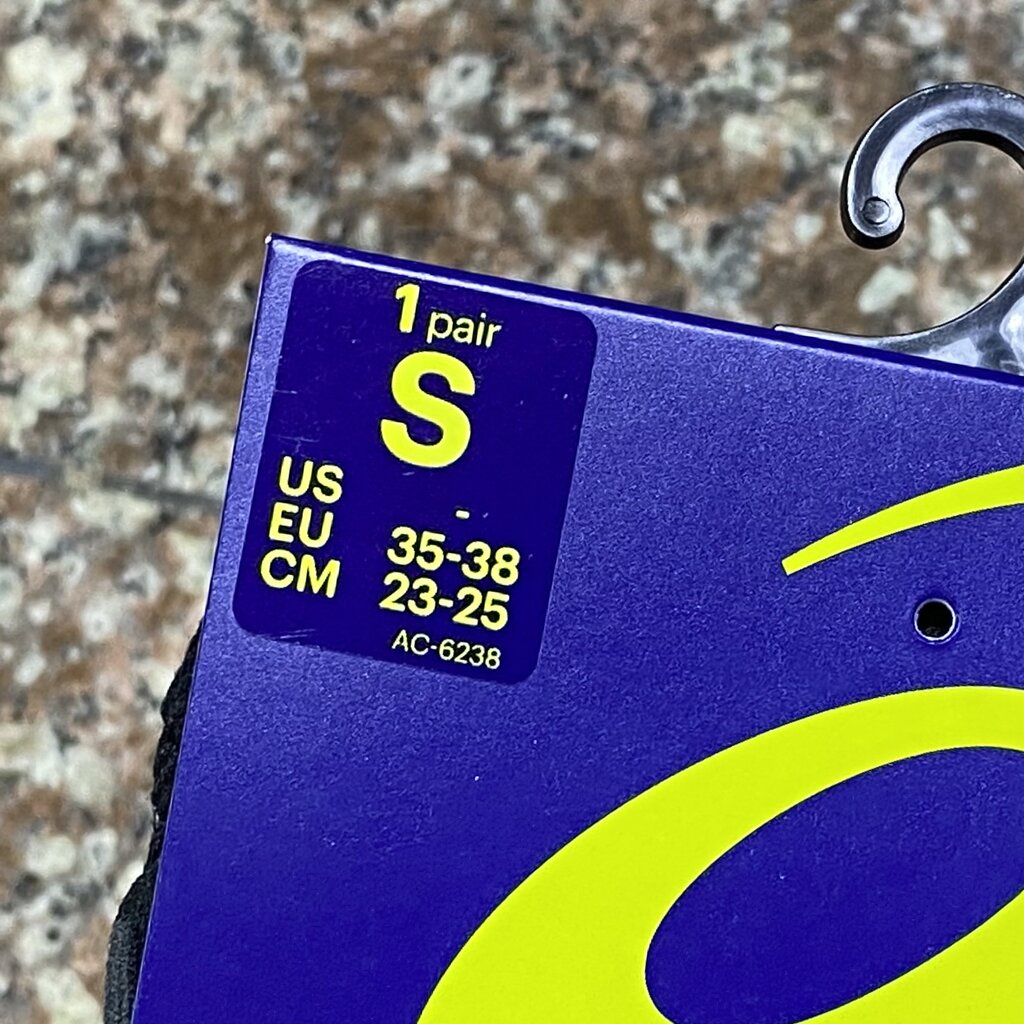 1 pair
S
US -
EU 35-38
CM 23-25
AC-6238